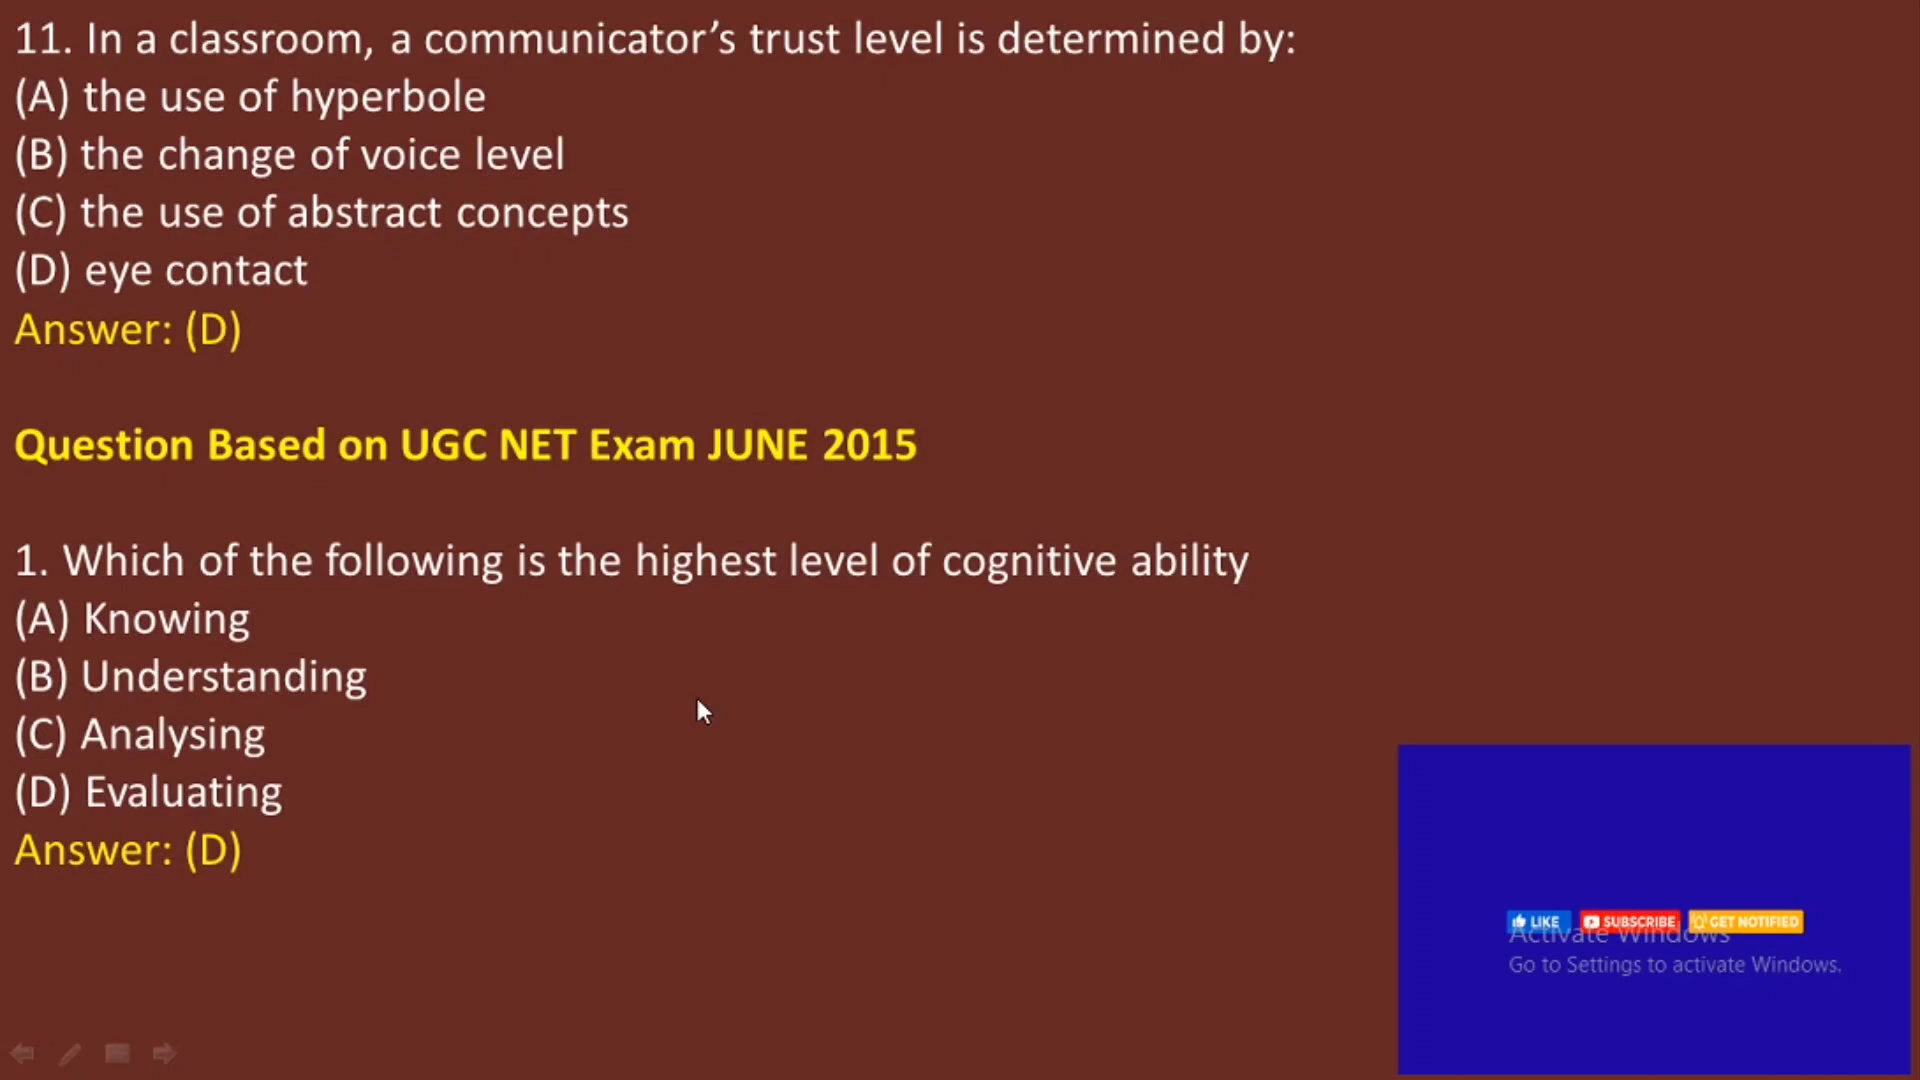 11. In a classroom, a communicator’s trust level is determined by:
(A) the use of hyperbole
(B) the change of voice level
(C) the use of abstract concepts
(D) eye contact
Answer: (D)
Question Based on UGC NET Exam JUNE 2015
1. Which of the following is the highest level of cognitive ability
(A) Knowing
(B) Understanding
(C) Analysing
(D) Evaluating
Answer: (D)
LIKE SUBSCRIBE GET NOTIFIED
Activate Windows
Go to Settings to activate Windows.